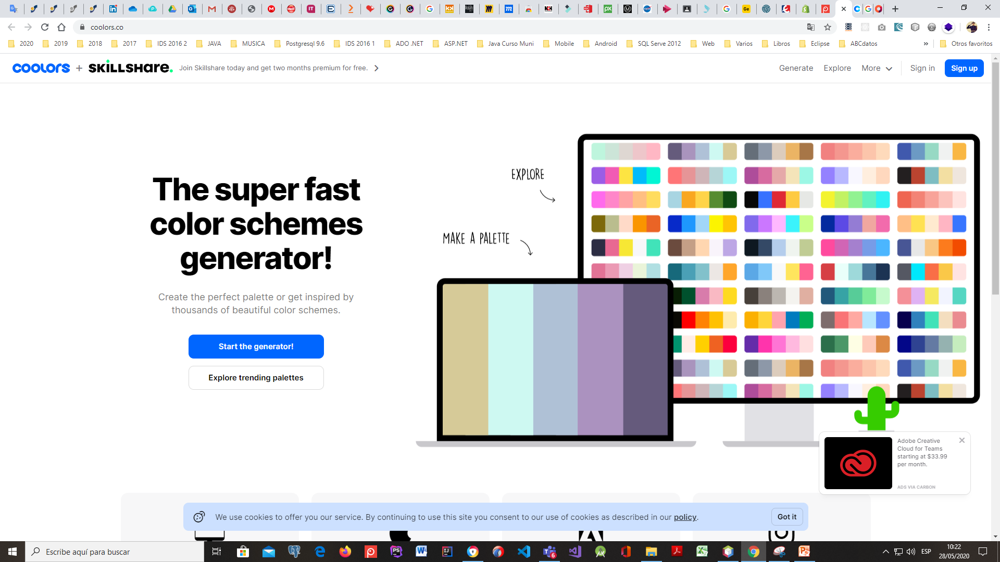 coolors.co
2020
2019
2018
2017
IDS 2016 2
JAVA
MUSICA
Postgresql 9.6
IDS 2016 1
ADO .NET
ASP.NET
Java Curso Muni
Mobile
Android
SQL Serve 2012
Web
Varios
Libros
Eclipse
ABCdatos
»
Otros favoritos
coolors + SKILLSHARE.
Join Skillshare today and get two months premium for free.
Generate
Explore
More
Sign in
Sign up
The super fast
color schemes
generator!
Create the perfect palette or get inspired by
thousands of beautiful color schemes.
Start the generator!
Explore trending palettes
EXPLORE
MAKE A PALETTE
Adobe Creative
Cloud for Teams
starting at $33.99
per month.
ADS VIA CARBON
We use cookies to offer you our service. By continuing to use this site you consent to our use of cookies as described in our policy.
Got it
Escribe aquí para buscar
ESP
10:22
28/05/2020